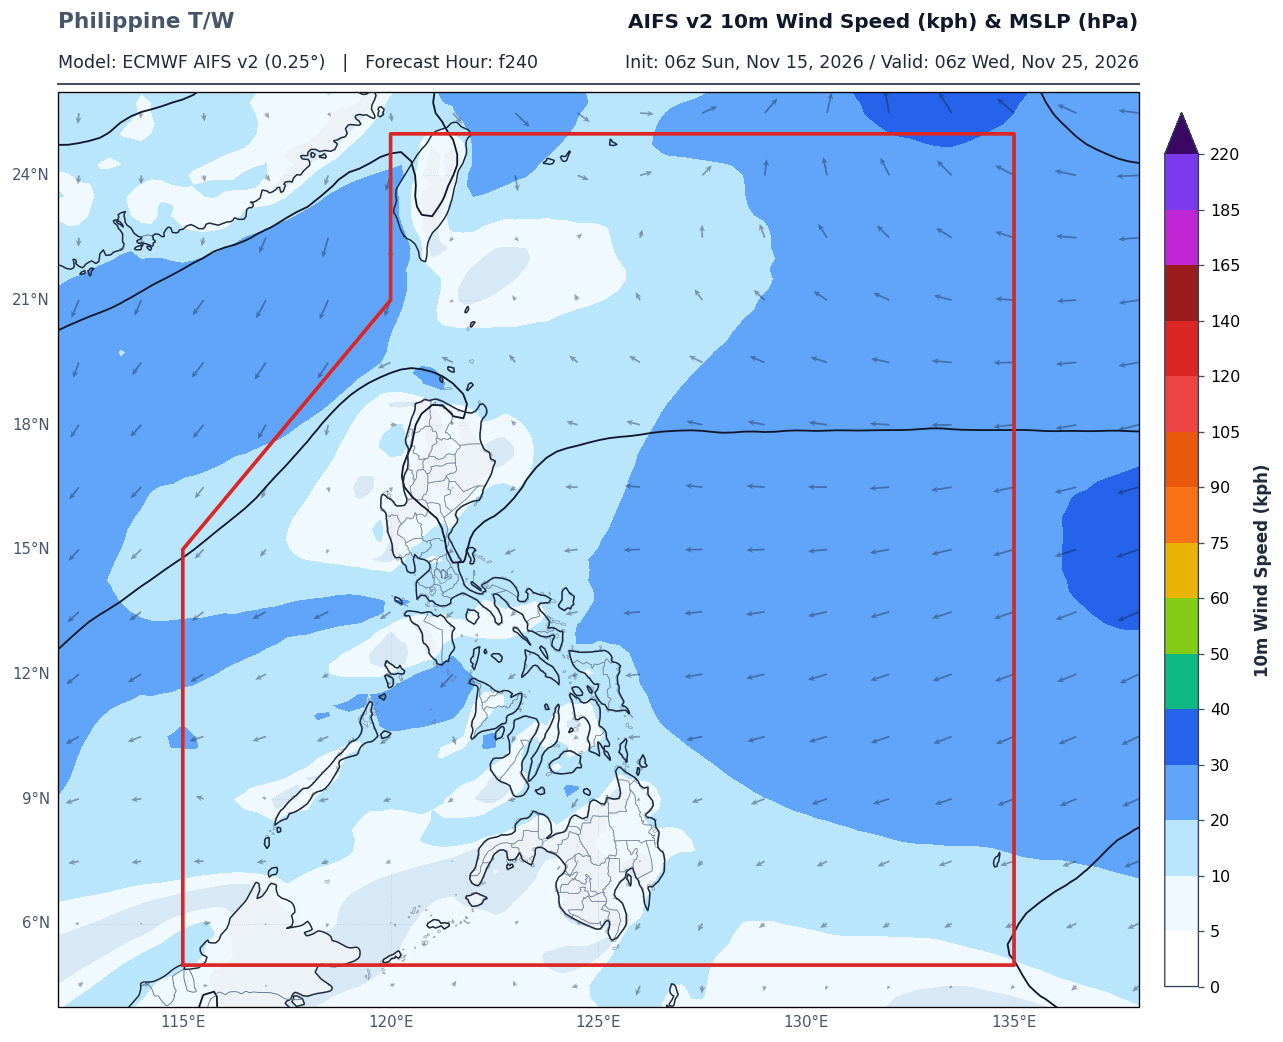 Philippine T/W
AIFS v2 10m Wind Speed (kph) & MSLP (hPa)
Model: ECMWF AIFS v2 (0.25°) | Forecast Hour: f240
Init: 06z Sun, Nov 15, 2026 / Valid: 06z Wed, Nov 25, 2026
24°N
21°N
18°N
15°N
12°N
9°N
6°N
115°E
120°E
125°E
130°E
135°E
220
185
165
140
120
105
90
75
60
50
40
30
20
10
5
0
10m Wind Speed (kph)